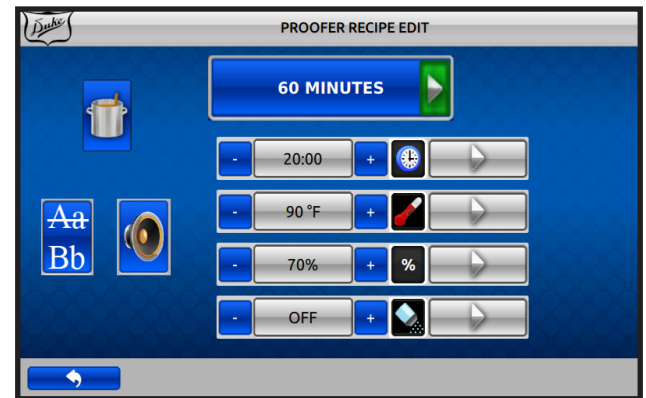 Duke
PROOFER RECIPE EDIT
60 MINUTES
- 20:00 +
- 90 °F +
Aa
Bb
- 70% + %
- OFF +